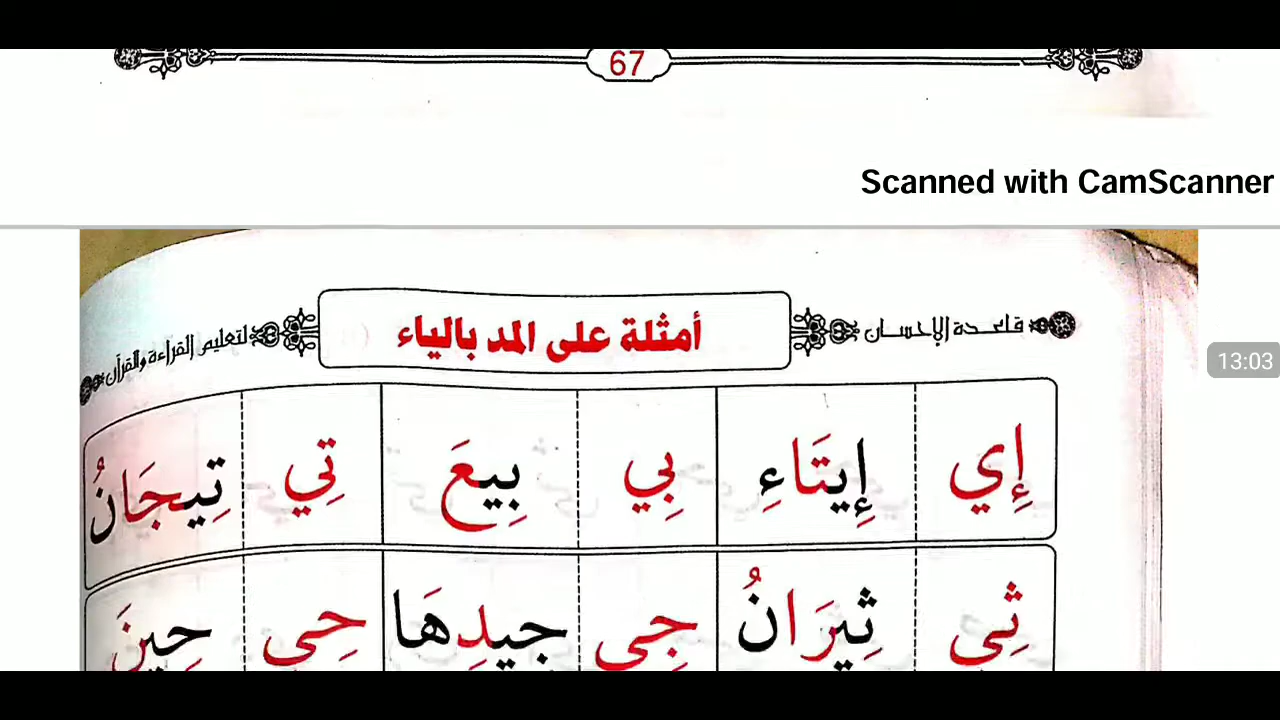 67
Scanned with CamScanner
قاعدة الإحسان أمثلة على المد بالياء لتعليم القراءة والقرآن
13:03
إِي إِيتَاءِ بِي بِيعَ تِي تِيجَانُ
ثِي ثِيرَانُ جِي جِيدِهَا حِي حِينَ